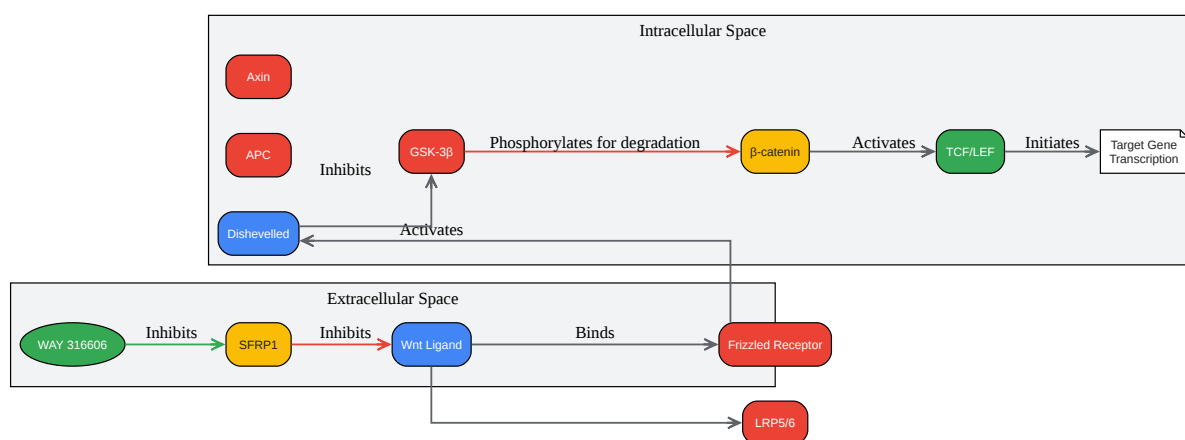 Intracellular Space
Axin
APC
GSK-3β
Phosphorylates for degradation
β-catenin
Activates
TCF/LEF
Initiates
Target Gene
Transcription
Inhibits
Dishevelled
Activates
Extracellular Space
WAY 316606
Inhibits
SFRP1
Inhibits
Wnt Ligand
Binds
Frizzled Receptor
LRP5/6